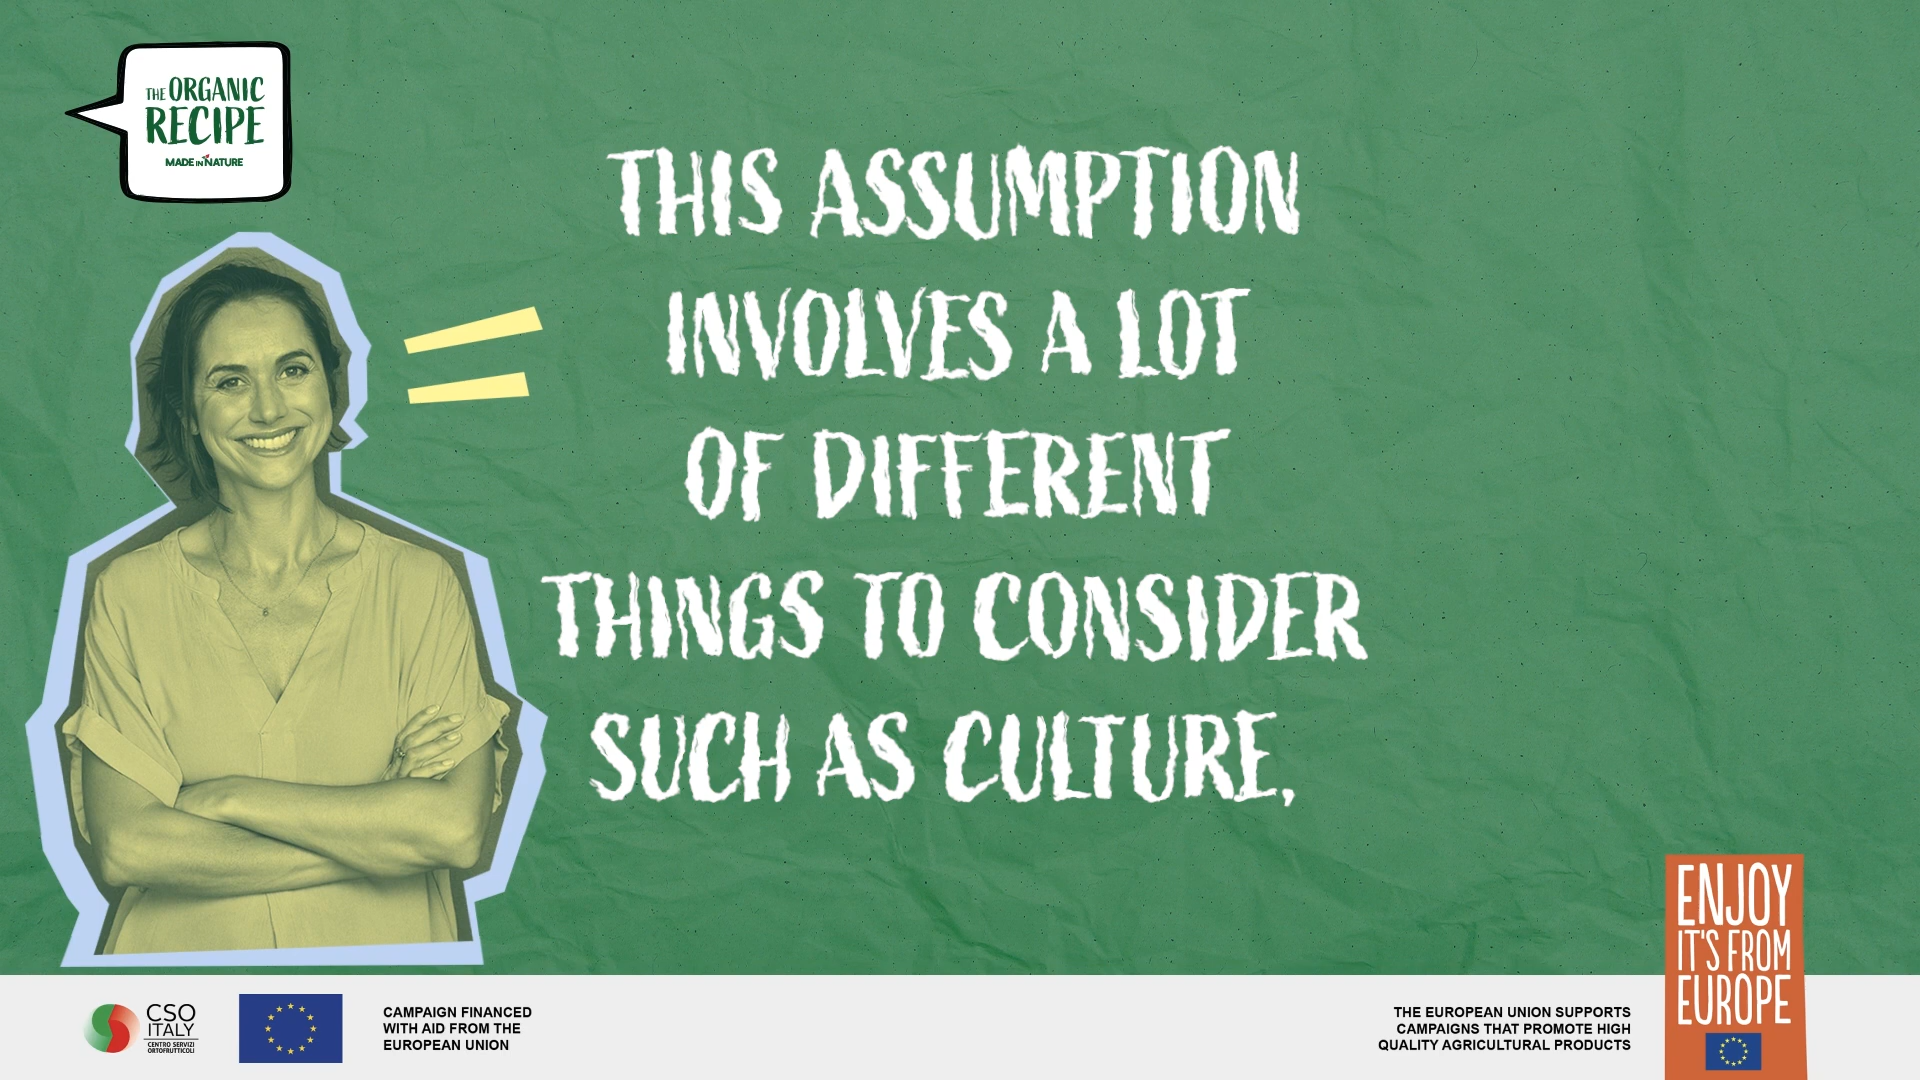 THE ORGANIC
RECIPE
MADE IN NATURE
THIS ASSUMPTION
INVOLVES A LOT
OF DIFFERENT
THINGS TO CONSIDER
SUCH AS CULTURE,
CSO
ITALY
CENTRO SERVIZI
ORTOFRUTTICOLI
CAMPAIGN FINANCED
WITH AID FROM THE
EUROPEAN UNION
THE EUROPEAN UNION SUPPORTS
CAMPAIGNS THAT PROMOTE HIGH
QUALITY AGRICULTURAL PRODUCTS
ENJOY
IT'S FROM
EUROPE